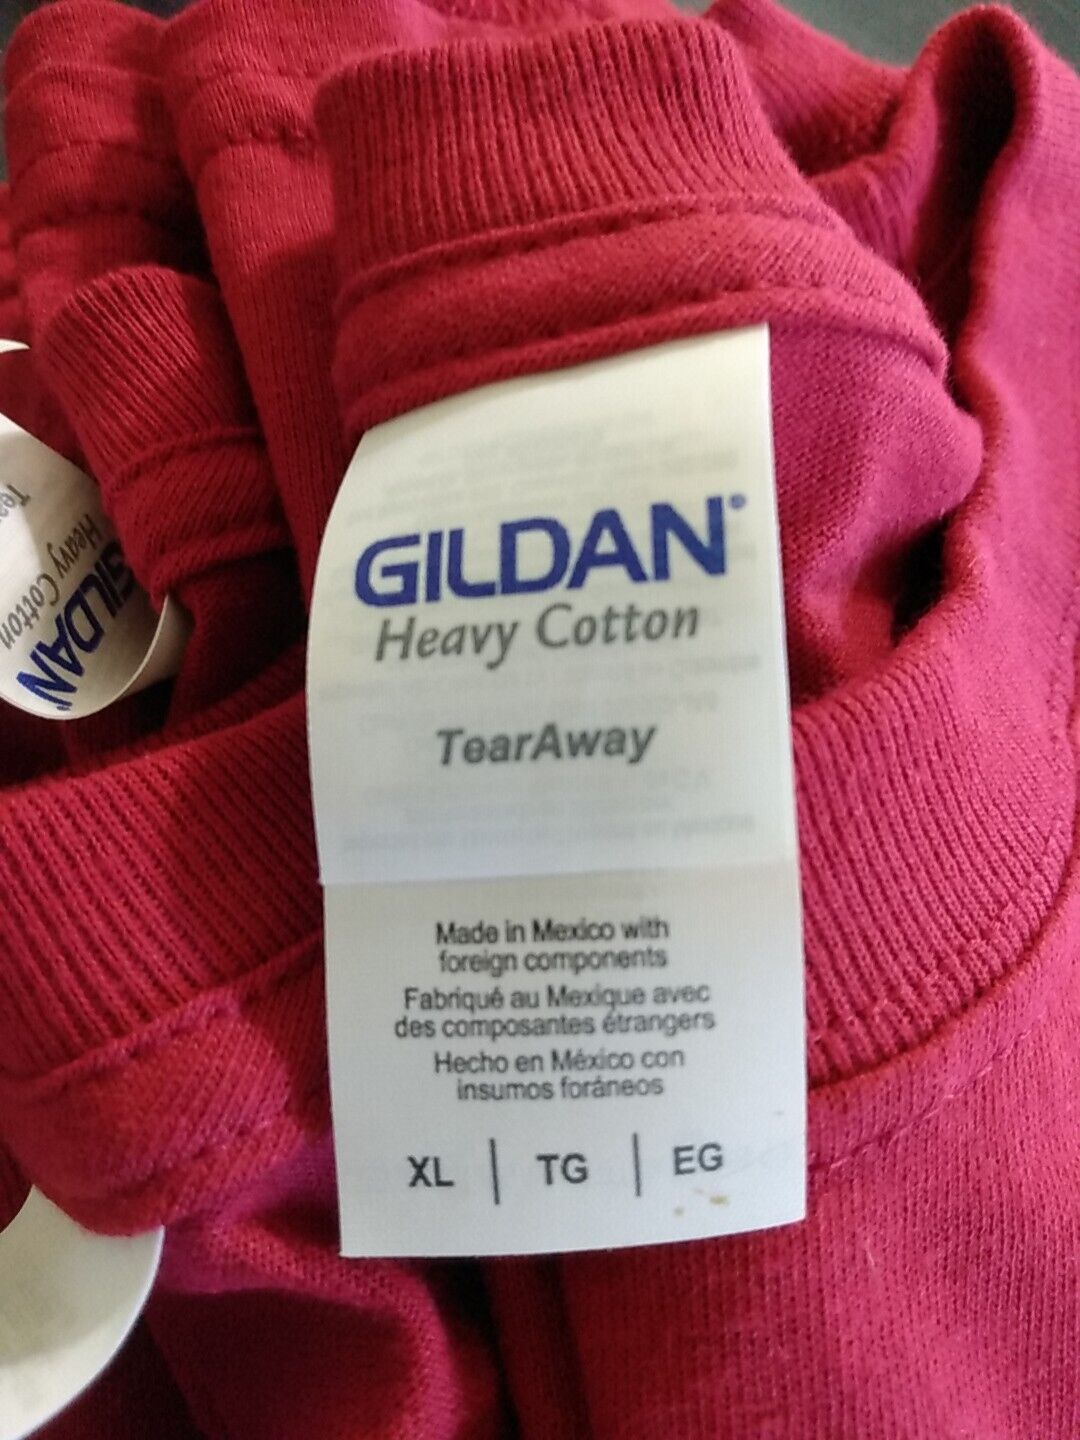 GILDAN®
Heavy Cotton
TearAway
Made in Mexico with
foreign components
Fabriqué au Mexique avec
des composantes étrangers
Hecho en México con
insumos foráneos
XL | TG | EG
GILDAN
Heavy Cotton